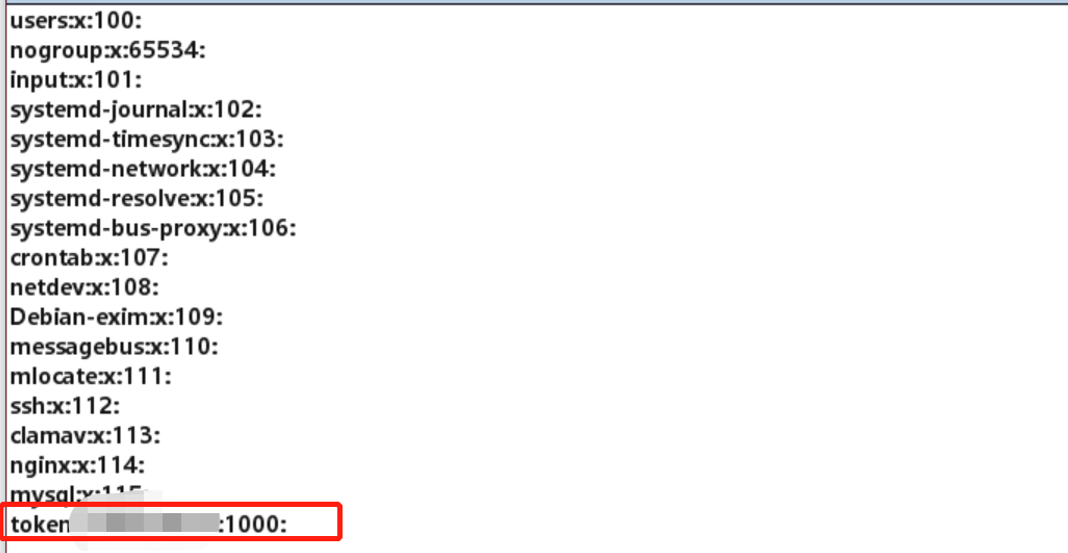 users:x:100:
nogroup:x:65534:
input:x:101:
systemd-journal:x:102:
systemd-timesync:x:103:
systemd-network:x:104:
systemd-resolve:x:105:
systemd-bus-proxy:x:106:
crontab:x:107:
netdev:x:108:
Debian-exim:x:109:
messagebus:x:110:
mlocate:x:111:
ssh:x:112:
clamav:x:113:
nginx:x:114:
mysql:x:115
token :1000: